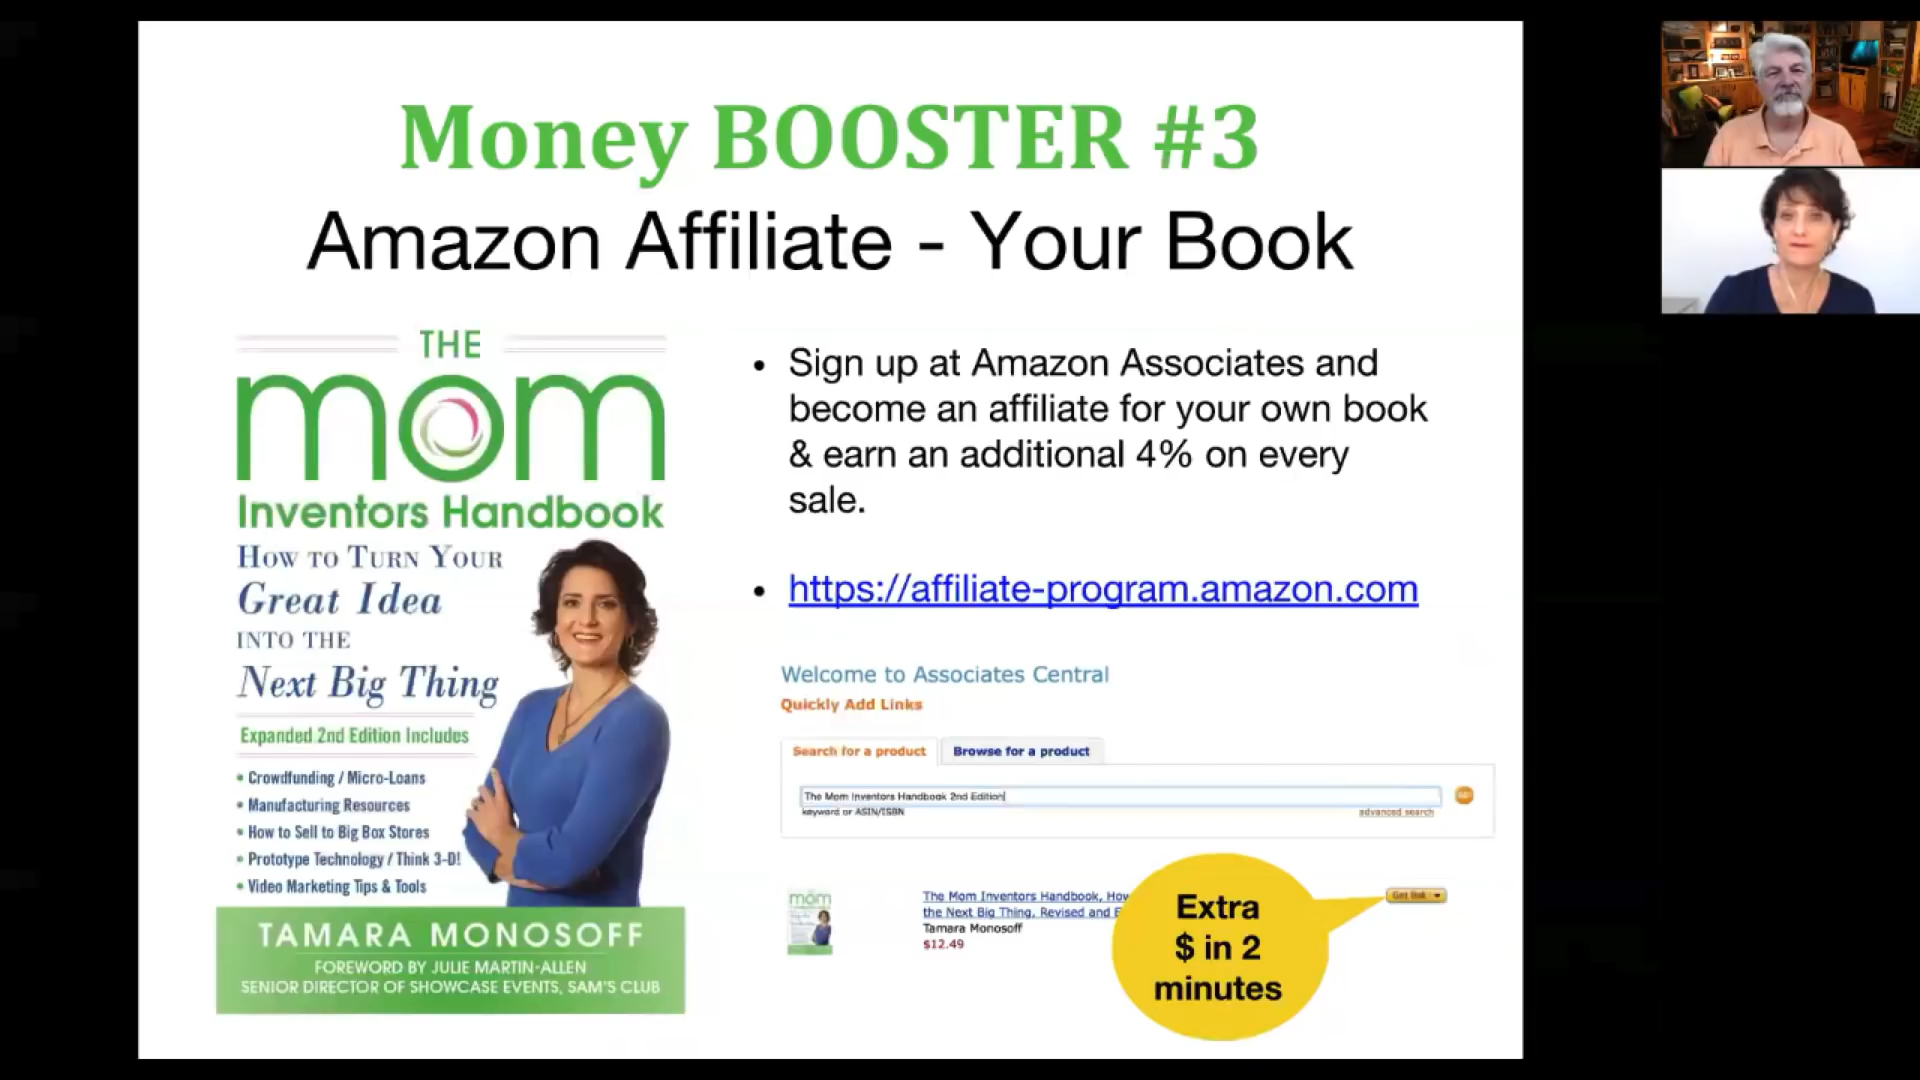 Money BOOSTER #3
Amazon Affiliate - Your Book
THE
mom
Inventors Handbook
HOW TO TURN YOUR
Great Idea
INTO THE
Next Big Thing
Expanded 2nd Edition Includes
• Crowdfunding / Micro-Loans
• Manufacturing Resources
• How to Sell to Big Box Stores
• Prototype Technology / Think 3-D!
• Video Marketing Tips & Tools
TAMARA MONOSOFF
FOREWORD BY JULIE MARTIN-ALLEN
SENIOR DIRECTOR OF SHOWCASE EVENTS, SAM'S CLUB
• Sign up at Amazon Associates and
become an affiliate for your own book
& earn an additional 4% on every
sale.
• https://affiliate-program.amazon.com
Welcome to Associates Central
Quickly Add Links
Search for a product
Browse for a product
The Mom Inventors Handbook 2nd Edition
GO!
keyword or ASIN/ISBN
advanced search
mom
The Mom Inventors Handbook, How
the Next Big Thing, Revised and E
Tamara Monosoff
$12.49
Get link
Extra
$ in 2
minutes